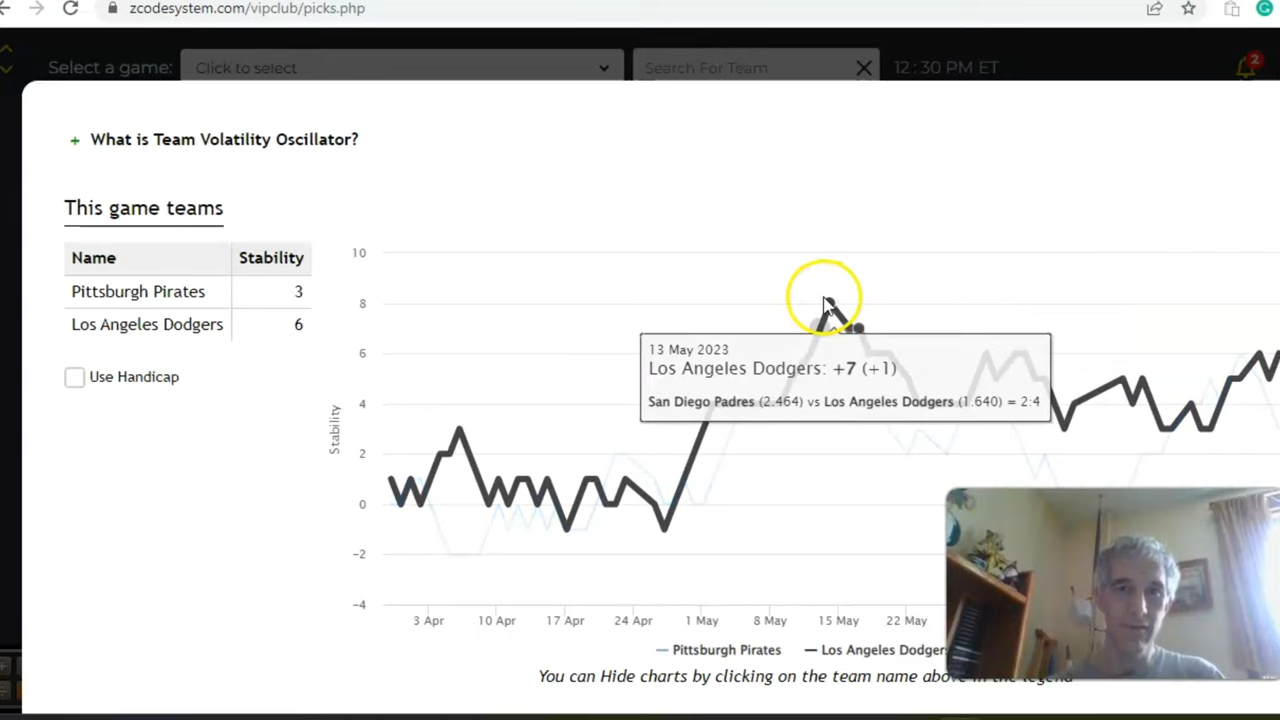 zcodesystem.com/vipclub/picks.php
Select a game:
Click to select
Search For Team
12:30 PM ET
2
+ What is Team Volatility Oscillator?
This game teams
Name Stability
Pittsburgh Pirates 3
Los Angeles Dodgers 6
Use Handicap
Stability
10
8
6
4
2
0
-2
-4
13 May 2023
Los Angeles Dodgers: +7 (+1)
San Diego Padres (2.464) vs Los Angeles Dodgers (1.640) = 2:4
3 Apr 10 Apr 17 Apr 24 Apr 1 May 8 May 15 May 22 May
Pittsburgh Pirates Los Angeles Dodgers
You can Hide charts by clicking on the team name above in the legend